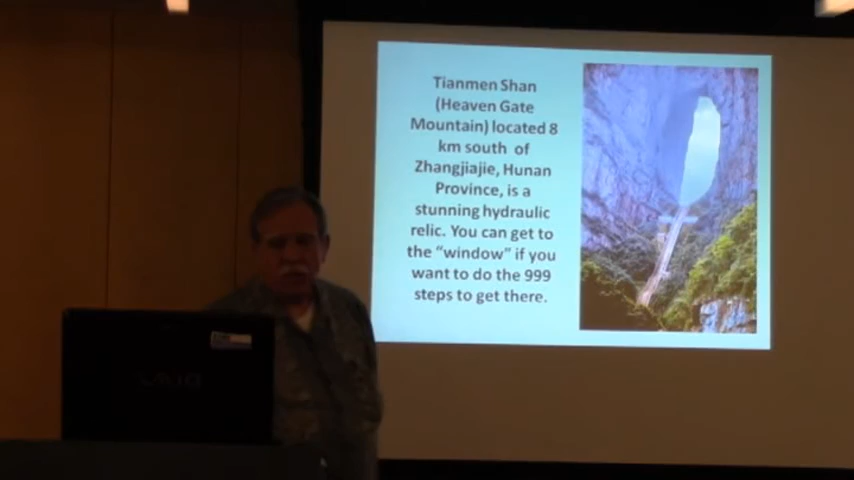 Tianmen Shan
(Heaven Gate
Mountain) located 8
km south of
Zhangjiajie, Hunan
Province, is a
stunning hydraulic
relic. You can get to
the “window” if you
want to do the 999
steps to get there.
VAIO